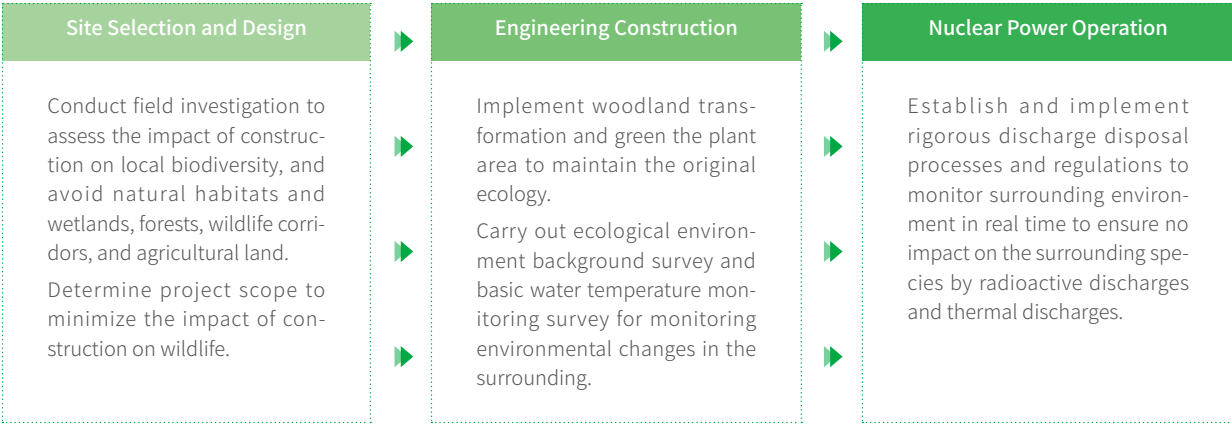 Site Selection and Design
Conduct field investigation to
assess the impact of construc-
tion on local biodiversity, and
avoid natural habitats and
wetlands, forests, wildlife corri-
dors, and agricultural land.
Determine project scope to
minimize the impact of con-
struction on wildlife.
Engineering Construction
Implement woodland trans-
formation and green the plant
area to maintain the original
ecology.
Carry out ecological environ-
ment background survey and
basic water temperature mon-
itoring survey for monitoring
environmental changes in the
surrounding.
Nuclear Power Operation
Establish and implement
rigorous discharge disposal
processes and regulations to
monitor surrounding environ-
ment in real time to ensure no
impact on the surrounding spe-
cies by radioactive discharges
and thermal discharges.